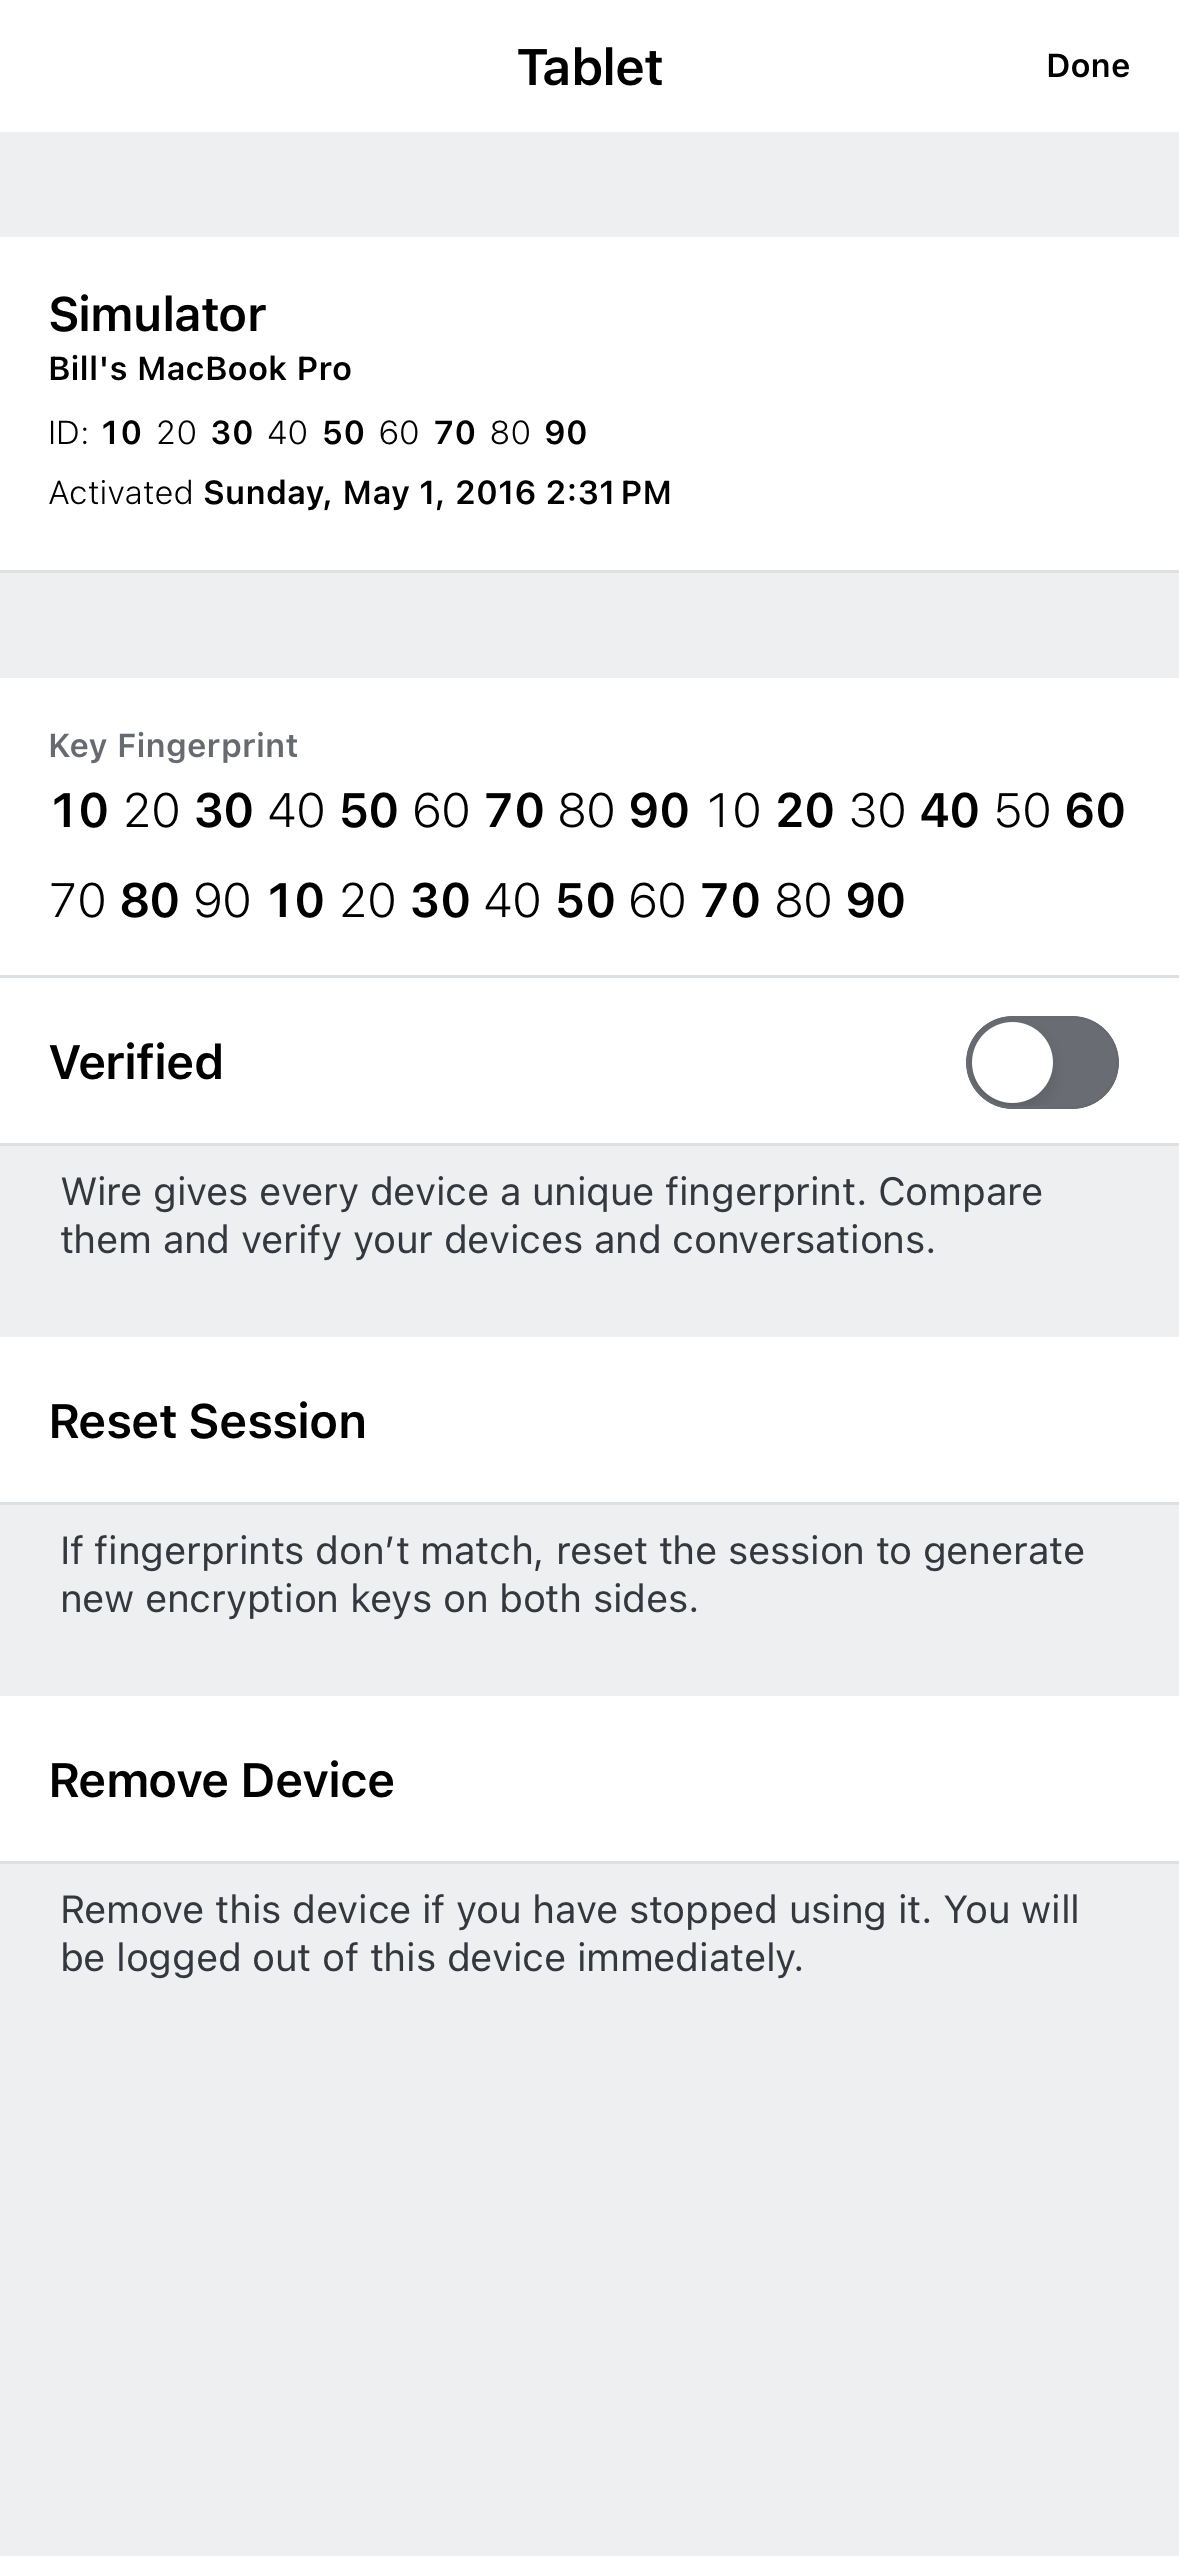 Tablet
Done
Simulator
Bill's MacBook Pro
ID: 10 20 30 40 50 60 70 80 90
Activated Sunday, May 1, 2016 2:31 PM
Key Fingerprint
10 20 30 40 50 60 70 80 90 10 20 30 40 50 60
70 80 90 10 20 30 40 50 60 70 80 90
Verified
Wire gives every device a unique fingerprint. Compare
them and verify your devices and conversations.
Reset Session
If fingerprints don’t match, reset the session to generate
new encryption keys on both sides.
Remove Device
Remove this device if you have stopped using it. You will
be logged out of this device immediately.